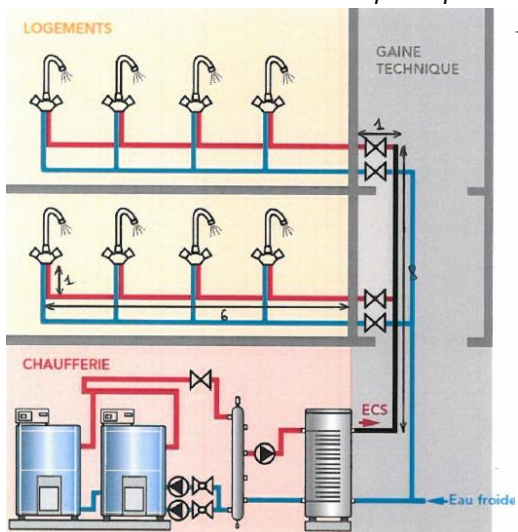 LOGEMENTS
GAINE
TECHNIQUE
1
8
1
6
CHAUFFERIE
ECS
Eau froide